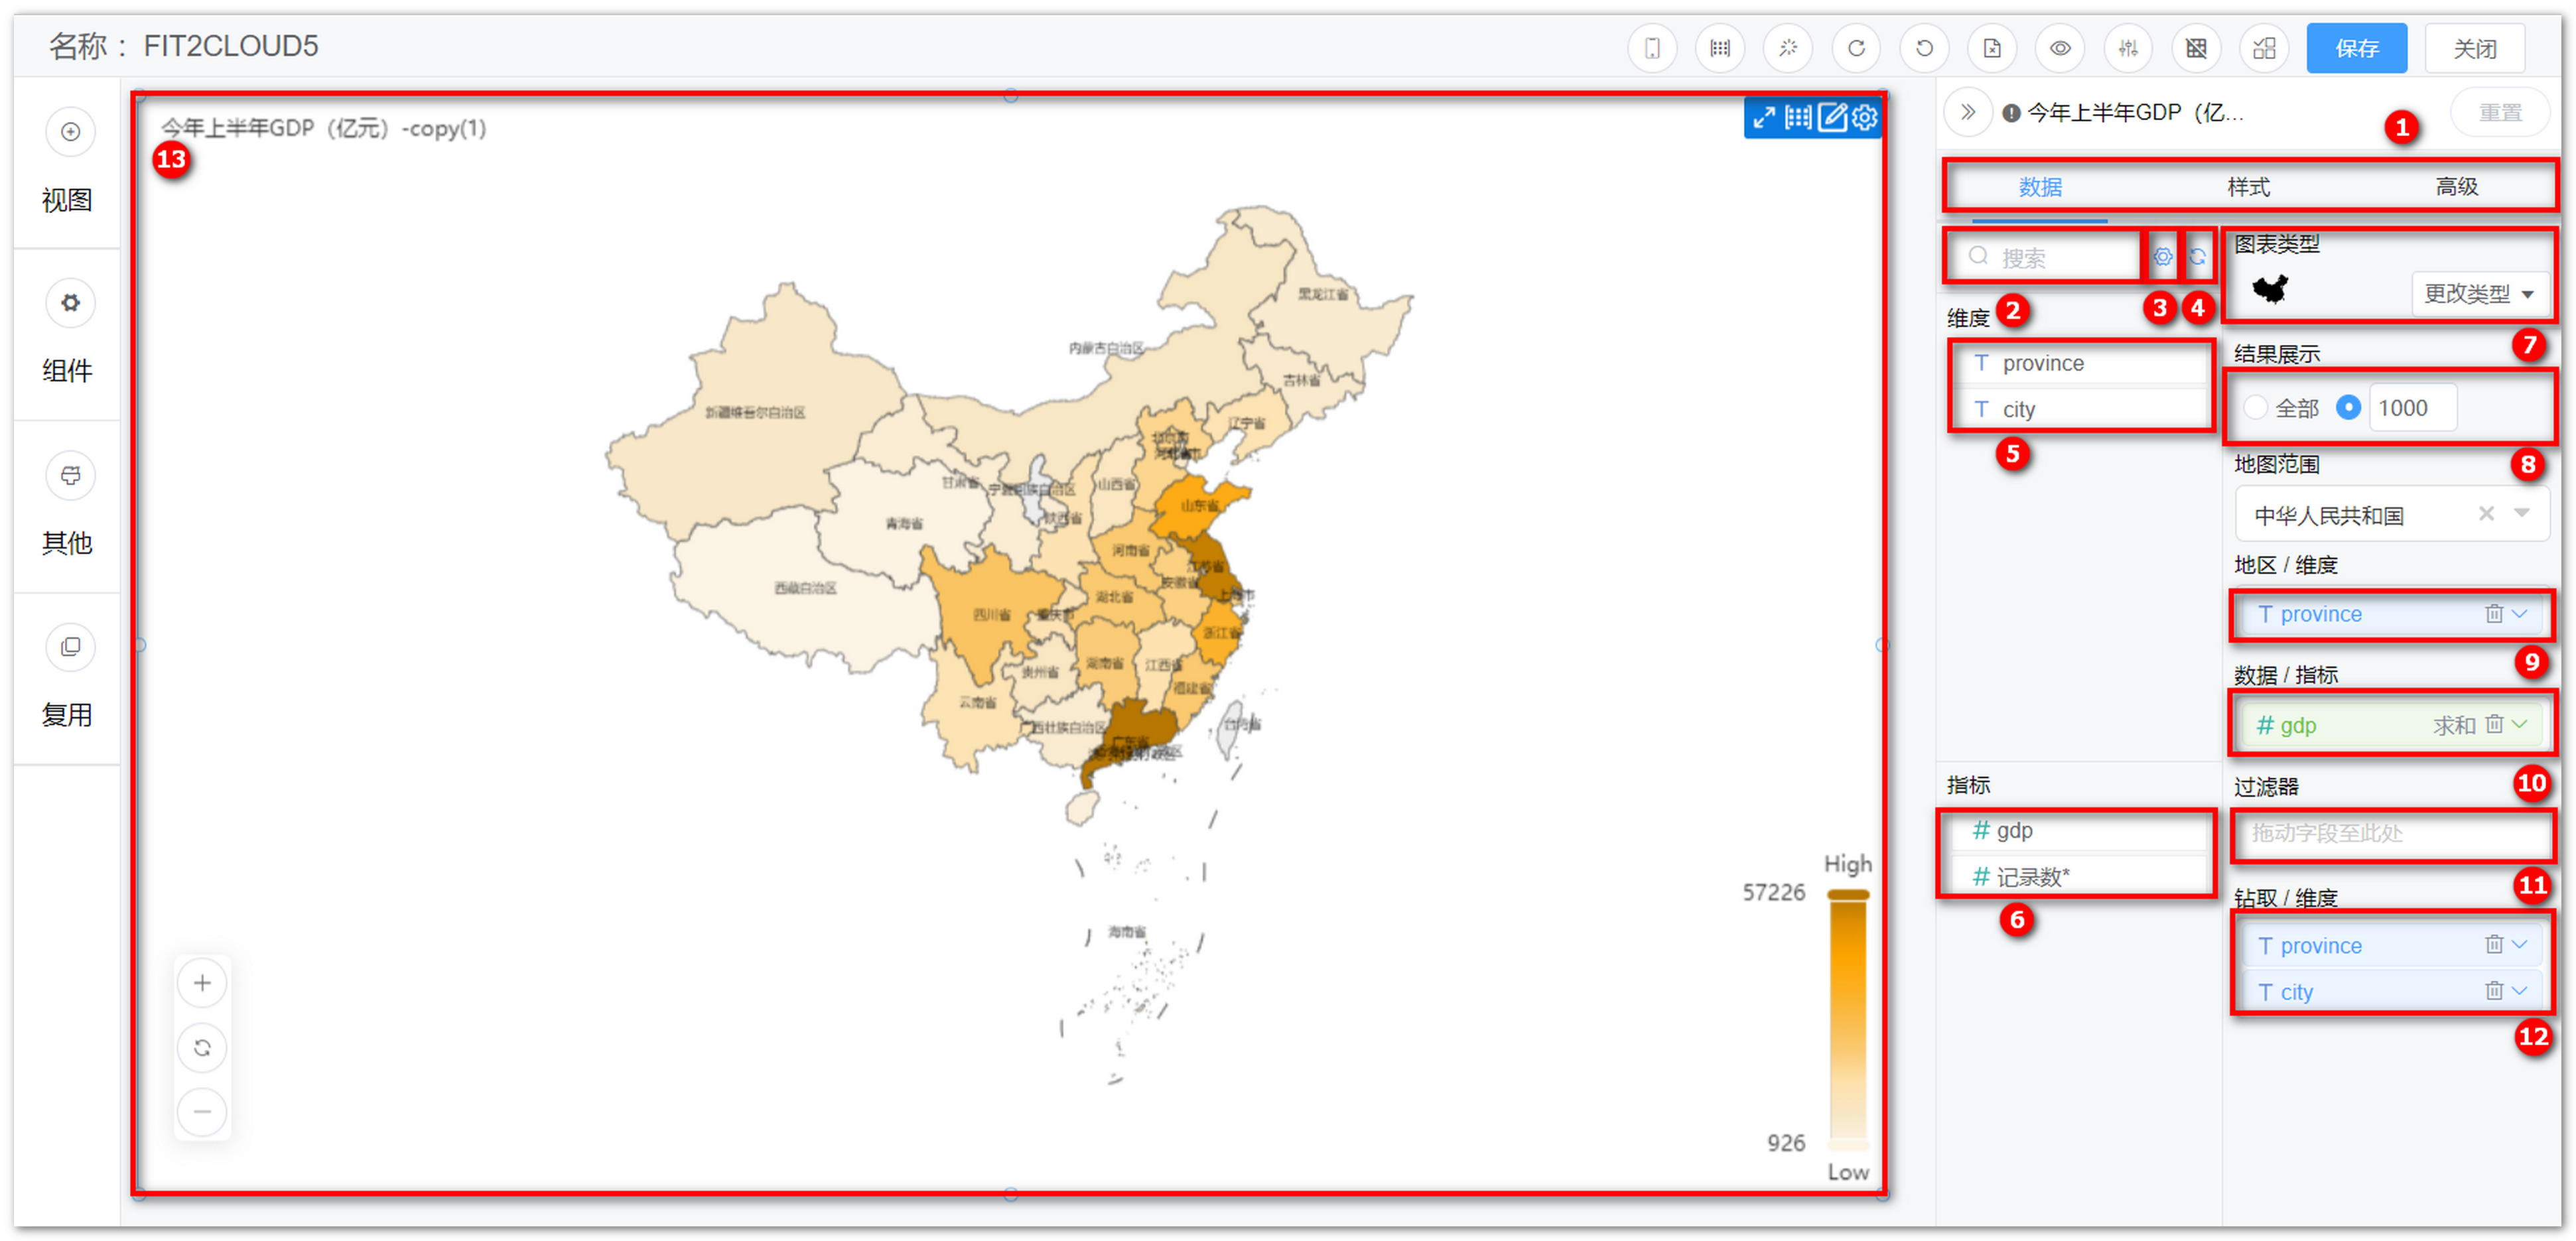 名称： FIT2CLOUD5
保存
关闭
视图
组件
其他
复用
今年上半年GDP（亿元）-copy(1)
13
黑龙江省
内蒙古自治区
吉林省
新疆维吾尔自治区
辽宁省
北京市
甘肃省
宁夏回族自治区
山西省
山东省
陕西省
青海省
河南省
江苏省
安徽省
西藏自治区
湖北省
上海市
四川省
重庆市
浙江省
湖南省
江西省
贵州省
福建省
云南省
广西壮族自治区
台湾省
广东省
海南省
High
57226
926
Low
今年上半年GDP（亿...
重置
1
数据
样式
高级
搜索
2
3
4
维度
T province
T city
5
指标
# gdp
# 记录数*
6
图表类型
更改类型
7
结果展示
全部
1000
8
地图范围
中华人民共和国
地区 / 维度
T province
9
数据 / 指标
# gdp 求和
10
过滤器
拖动字段至此处
11
钻取 / 维度
T province
T city
12